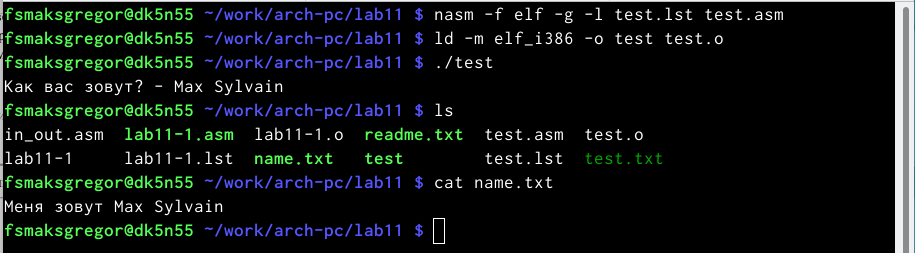 fsmaksgregor@dk5n55 ~/work/arch-pc/lab11 $ nasm -f elf -g -l test.lst test.asm
fsmaksgregor@dk5n55 ~/work/arch-pc/lab11 $ ld -m elf_i386 -o test test.o
fsmaksgregor@dk5n55 ~/work/arch-pc/lab11 $ ./test
Как вас зовут? - Max Sylvain
fsmaksgregor@dk5n55 ~/work/arch-pc/lab11 $ ls
in_out.asm lab11-1.asm lab11-1.o readme.txt test.asm test.o
lab11-1 lab11-1.lst name.txt test test.lst test.txt
fsmaksgregor@dk5n55 ~/work/arch-pc/lab11 $ cat name.txt
Меня зовут Max Sylvain
fsmaksgregor@dk5n55 ~/work/arch-pc/lab11 $